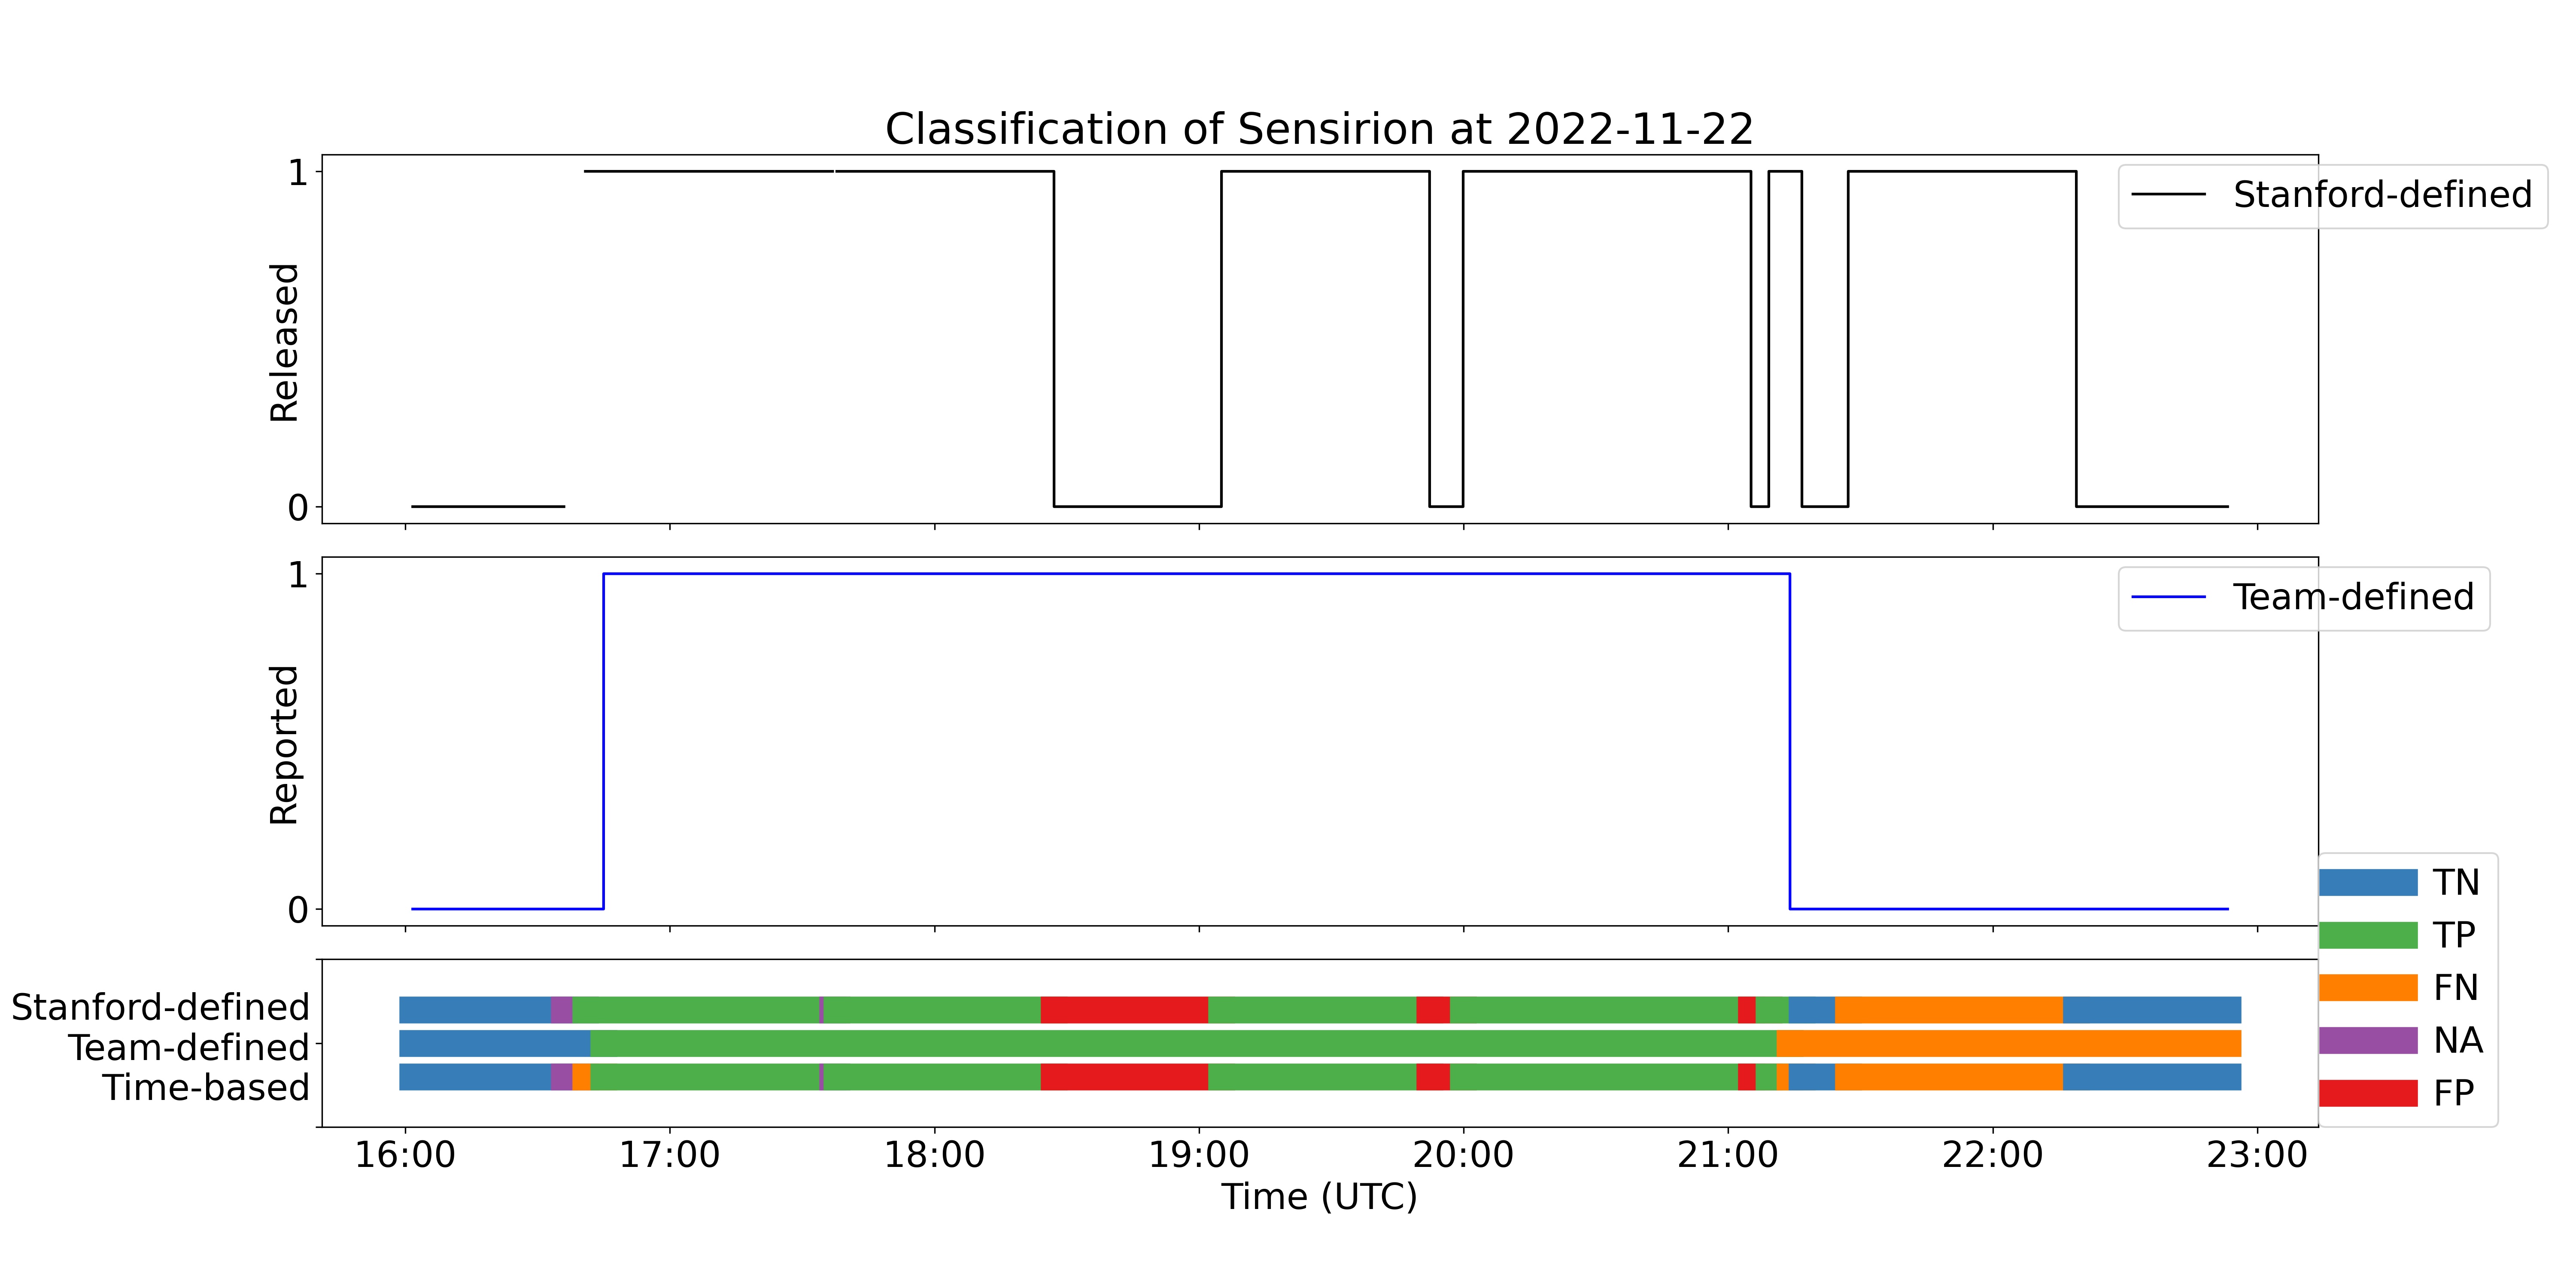 Classification of Sensirion at 2022-11-22
1
Released
0
Stanford-defined
1
Reported
0
Team-defined
Stanford-defined
Team-defined
Time-based
TN
TP
FN
NA
FP
16:00 17:00 18:00 19:00 20:00 21:00 22:00 23:00
Time (UTC)